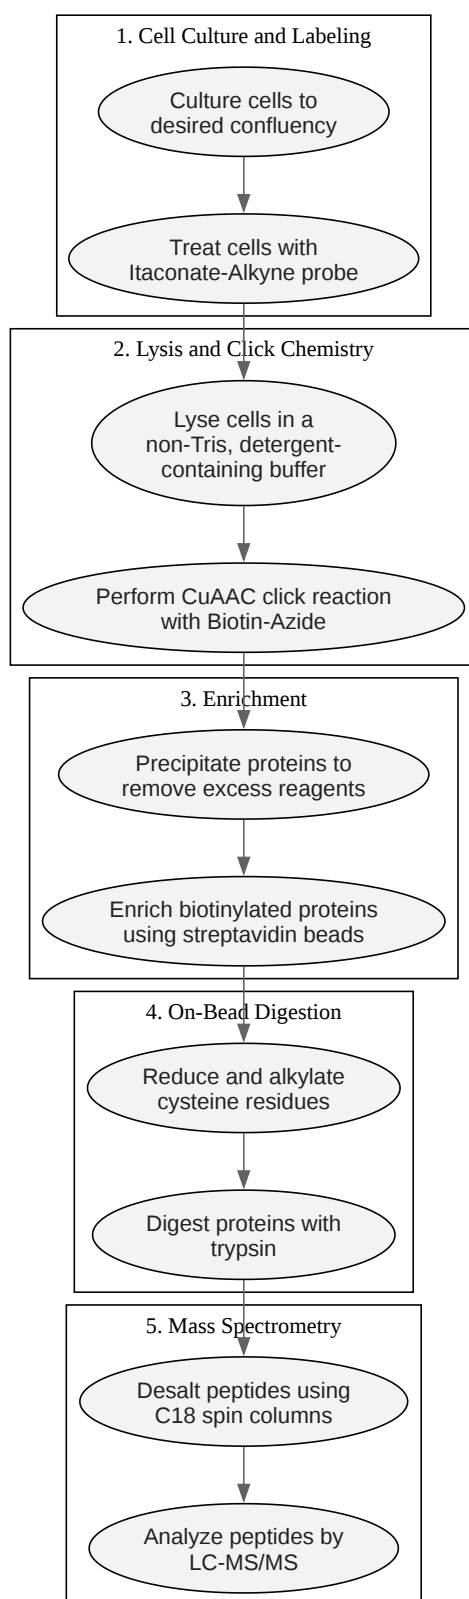 1. Cell Culture and Labeling
Culture cells to
desired confluency
Treat cells with
Itaconate-Alkyne probe
2. Lysis and Click Chemistry
Lyse cells in a
non-Tris, detergent-
containing buffer
Perform CuAAC click reaction
with Biotin-Azide
3. Enrichment
Precipitate proteins to
remove excess reagents
Enrich biotinylated proteins
using streptavidin beads
4. On-Bead Digestion
Reduce and alkylate
cysteine residues
Digest proteins with
trypsin
5. Mass Spectrometry
Desalt peptides using
C18 spin columns
Analyze peptides by
LC-MS/MS